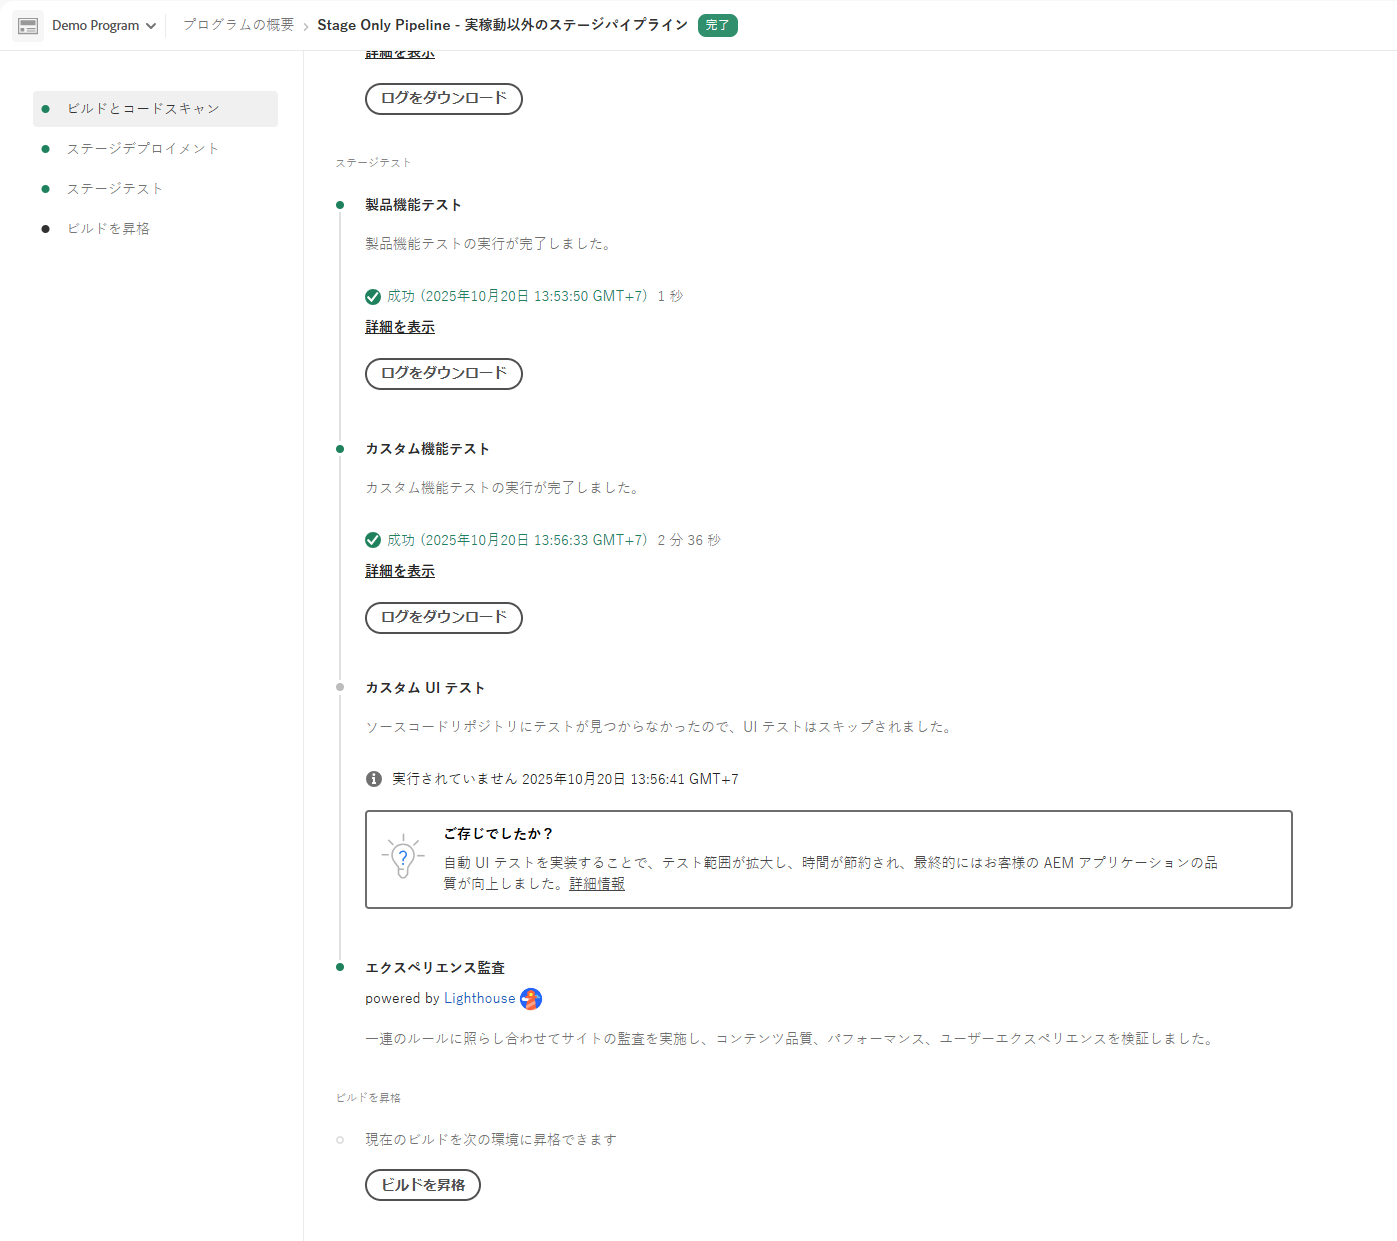 Demo Program
プログラムの概要 › Stage Only Pipeline - 実稼動以外のステージパイプライン 完了
ビルドとコードスキャン
ステージデプロイメント
ステージテスト
ビルドを昇格
詳細を表示
ログをダウンロード
ステージテスト
製品機能テスト
製品機能テストの実行が完了しました。
成功 (2025年10月20日 13:53:50 GMT+7) 1 秒
詳細を表示
ログをダウンロード
カスタム機能テスト
カスタム機能テストの実行が完了しました。
成功 (2025年10月20日 13:56:33 GMT+7) 2 分 36 秒
詳細を表示
ログをダウンロード
カスタム UI テスト
ソースコードリポジトリにテストが見つからなかったので、UI テストはスキップされました。
実行されていません 2025年10月20日 13:56:41 GMT+7
ご存じでしたか？
自動 UI テストを実装することで、テスト範囲が拡大し、時間が節約され、最終的にはお客様の AEM アプリケーションの品
質が向上しました。詳細情報
エクスペリエンス監査
powered by Lighthouse
一連のルールに照らし合わせてサイトの監査を実施し、コンテンツ品質、パフォーマンス、ユーザーエクスペリエンスを検証しました。
ビルドを昇格
現在のビルドを次の環境に昇格できます
ビルドを昇格